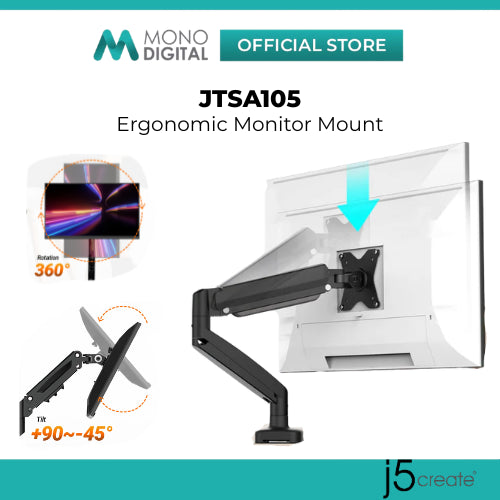 MONO
DIGITAL
OFFICIAL STORE
JTSA105
Ergonomic Monitor Mount
Rotation
360°
Tilt
+90~-45°
j5create®